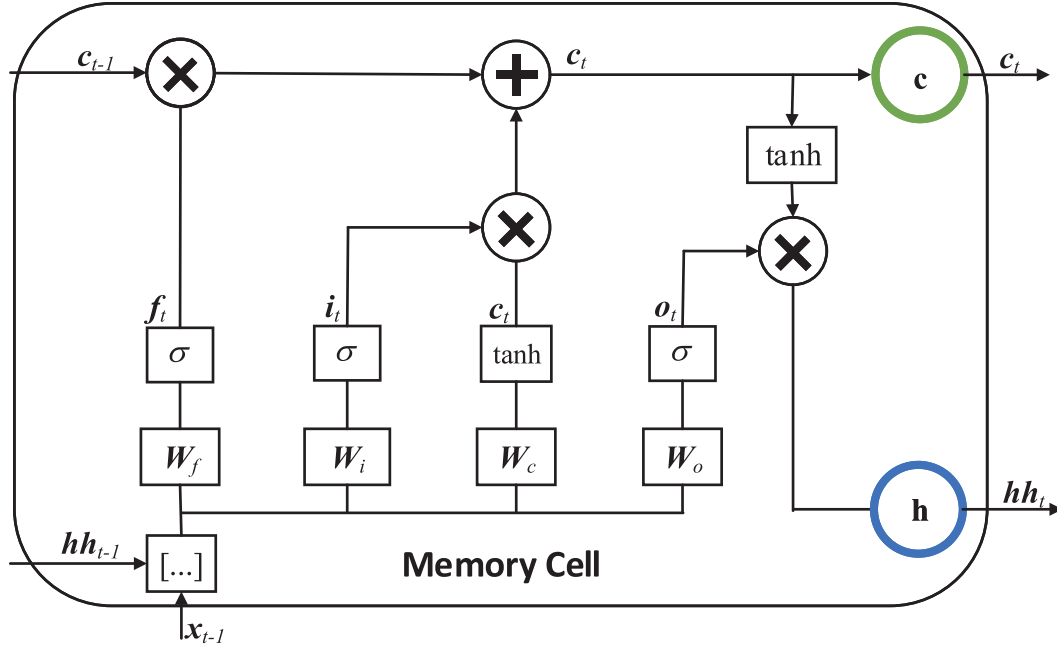 c_{t-1}
c_t
c
c_t
tanh
f_t
i_t
c_t
o_t
σ
σ
tanh
σ
W_f
W_i
W_c
W_o
h
hh_t
hh_{t-1}
[...]
Memory Cell
x_{t-1}